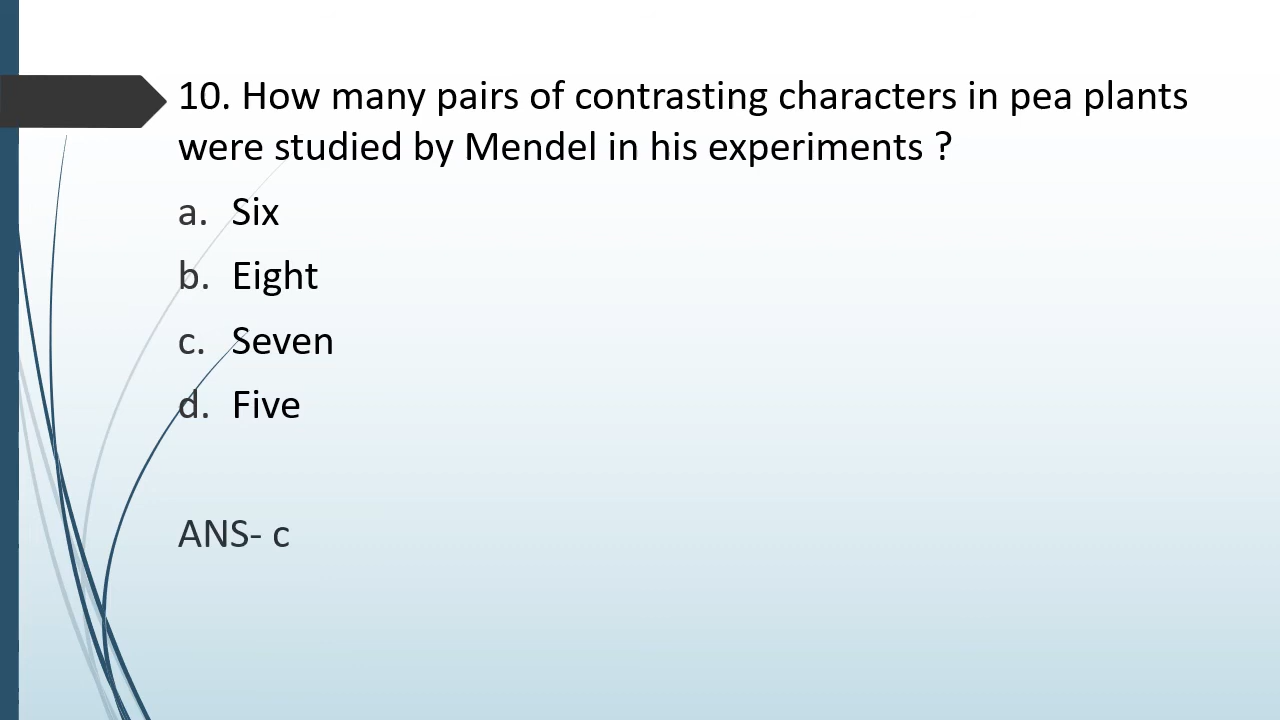 10. How many pairs of contrasting characters in pea plants
were studied by Mendel in his experiments ?
a. Six
b. Eight
c. Seven
d. Five
ANS- c